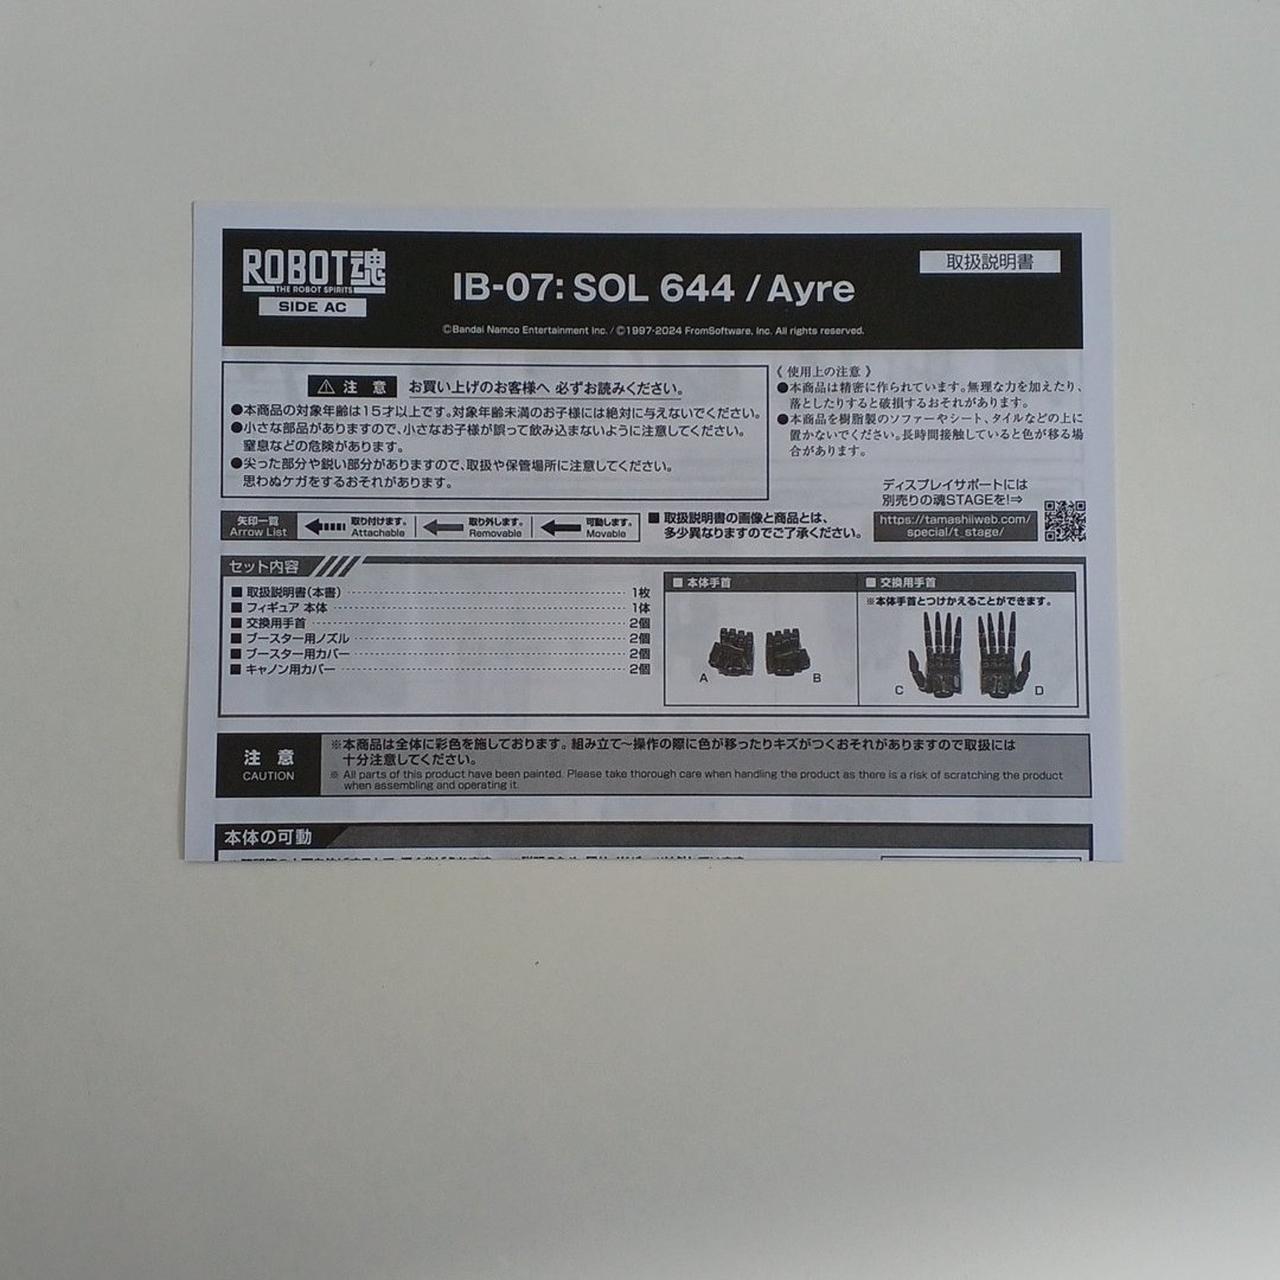 ROBOT魂
THE ROBOT SPIRITS
SIDE AC
IB-07: SOL 644 / Ayre
取扱説明書
©Bandai Namco Entertainment Inc. / ©1997-2024 FromSoftware, Inc. All rights reserved.
注 意 お買い上げのお客様へ 必ずお読みください。
●本商品の対象年齢は15才以上です。対象年齢未満のお子様には絶対に与えないでください。
●小さな部品がありますので、小さなお子様が誤って飲み込まないように注意してください。
窒息などの危険があります。
●尖った部分や鋭い部分がありますので、取扱や保管場所に注意してください。
思わぬケガをするおそれがあります。
《 使用上の注意 》
●本商品は精密に作られています。無理な力を加えたり、
落としたりすると破損するおそれがあります。
●本商品を樹脂製のソファーやシート、タイルなどの上に
置かないでください。長時間接触していると色が移る場
合があります。
ディスプレイサポートには
別売りの魂STAGEを!⇒
https://tamashiiweb.com/
special/t_stage/
矢印一覧
Arrow List
取り付けます。
Attachable
取り外します。
Removable
可動します。
Movable
■ 取扱説明書の画像と商品とは、
多少異なりますのでご了承ください。
セット内容
■ 取扱説明書(本書) 1枚
■ フィギュア 本体 1体
■ 交換用手首 2個
■ ブースター用ノズル 2個
■ ブースター用カバー 2個
■ キャノン用カバー 2個
■ 本体手首
A
B
■ 交換用手首
※本体手首とつけかえることができます。
C
D
注 意
CAUTION
※本商品は全体に彩色を施しております。組み立て～操作の際に色が移ったりキズがつくおそれがありますので取扱には
十分注意してください。
※ All parts of this product have been painted. Please take thorough care when handling the product as there is a risk of scratching the product
when assembling and operating it.
本体の可動